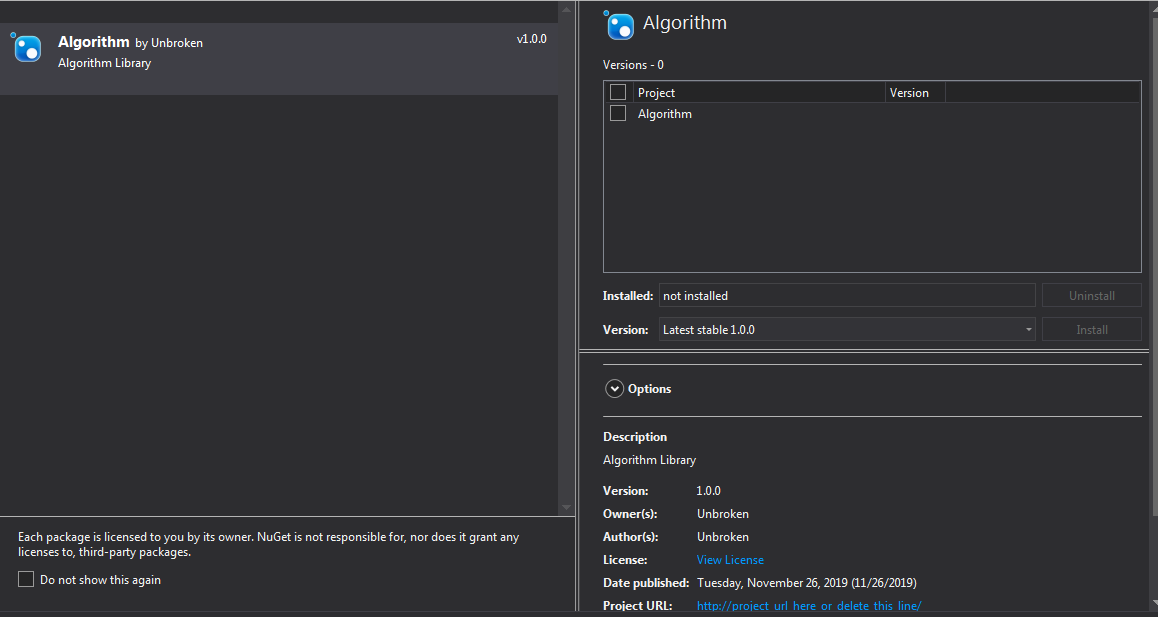 Algorithm by Unbroken v1.0.0
Algorithm Library
Each package is licensed to you by its owner. NuGet is not responsible for, nor does it grant any
licenses to, third-party packages.
Do not show this again
Algorithm
Versions - 0
Project Version
Algorithm
Installed: not installed Uninstall
Version: Latest stable 1.0.0 Install
Options
Description
Algorithm Library
Version: 1.0.0
Owner(s): Unbroken
Author(s): Unbroken
License: View License
Date published: Tuesday, November 26, 2019 (11/26/2019)
Project URL: http://project_url_here_or_delete_this_line/